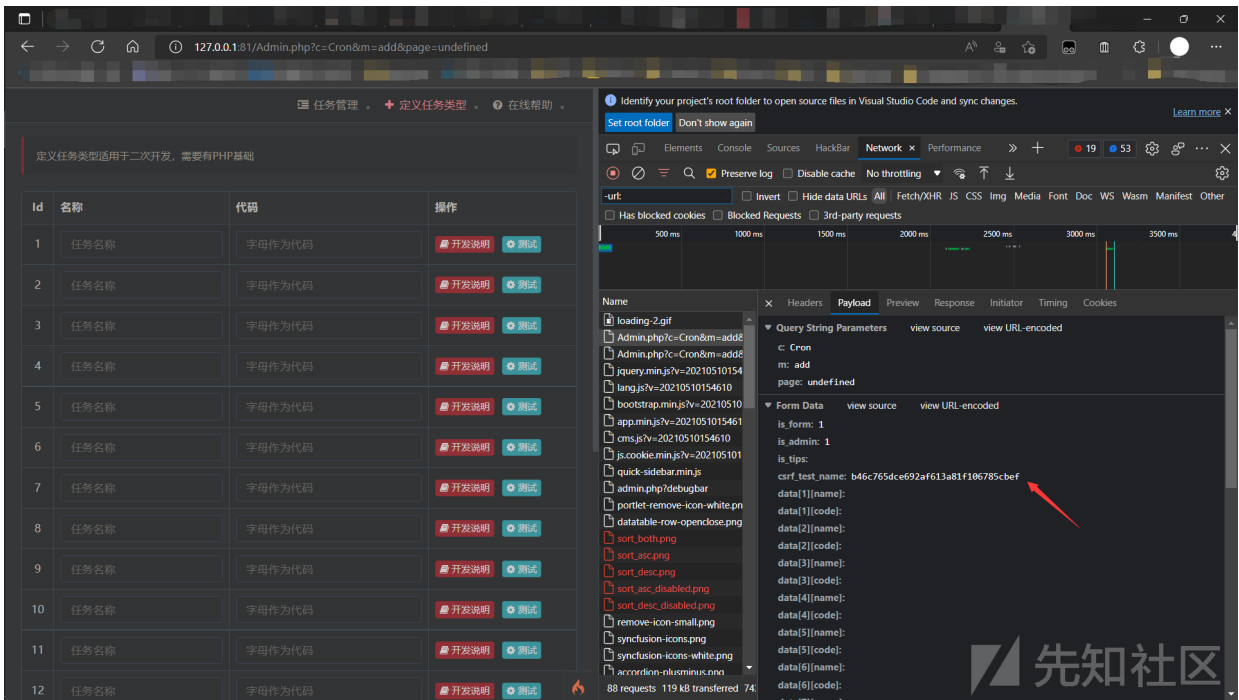 127.0.0.1:81/Admin.php?c=Cron&m=add&page=undefined
任务管理
定义任务类型
在线帮助
定义任务类型适用于二次开发，需要有PHP基础
Id 名称 代码 操作
1 任务名称 字母作为代码 开发说明 测试
2 任务名称 字母作为代码 开发说明 测试
3 任务名称 字母作为代码 开发说明 测试
4 任务名称 字母作为代码 开发说明 测试
5 任务名称 字母作为代码 开发说明 测试
6 任务名称 字母作为代码 开发说明 测试
7 任务名称 字母作为代码 开发说明 测试
8 任务名称 字母作为代码 开发说明 测试
9 任务名称 字母作为代码 开发说明 测试
10 任务名称 字母作为代码 开发说明 测试
11 任务名称 字母作为代码 开发说明 测试
12 任务名称 字母作为代码 开发说明 测试
Identify your project's root folder to open source files in Visual Studio Code and sync changes.
Learn more
Set root folder Don't show again
Elements Console Sources HackBar Network Performance 19 53
Preserve log Disable cache No throttling
-url: Invert Hide data URLs All Fetch/XHR JS CSS Img Media Font Doc WS Wasm Manifest Other
Has blocked cookies Blocked Requests 3rd-party requests
500 ms 1000 ms 1500 ms 2000 ms 2500 ms 3000 ms 3500 ms 4
Name
loading-2.gif
Admin.php?c=Cron&m=add&
Admin.php?c=Cron&m=add&
jquery.min.js?v=20210510154
lang.js?v=20210510154610
bootstrap.min.js?v=20210510
app.min.js?v=2021051015461
cms.js?v=20210510154610
js.cookie.min.js?v=202105101
quick-sidebar.min.js
admin.php?debugbar
portlet-remove-icon-white.pn
datatable-row-openclose.png
sort_both.png
sort_asc.png
sort_desc.png
sort_asc_disabled.png
sort_desc_disabled.png
remove-icon-small.png
syncfusion-icons.png
syncfusion-icons-white.png
accordion-plusminus.png
88 requests 119 kB transferred 74
Headers Payload Preview Response Initiator Timing Cookies
Query String Parameters view source view URL-encoded
c: Cron
m: add
page: undefined
Form Data view source view URL-encoded
is_form: 1
is_admin: 1
is_tips:
csrf_test_name: b46c765dce692af613a81f106785cbef
data[1][name]:
data[1][code]:
data[2][name]:
data[2][code]:
data[3][name]:
data[3][code]:
data[4][name]:
data[4][code]:
data[5][name]:
data[5][code]:
data[6][name]:
data[6][code]:
先知社区